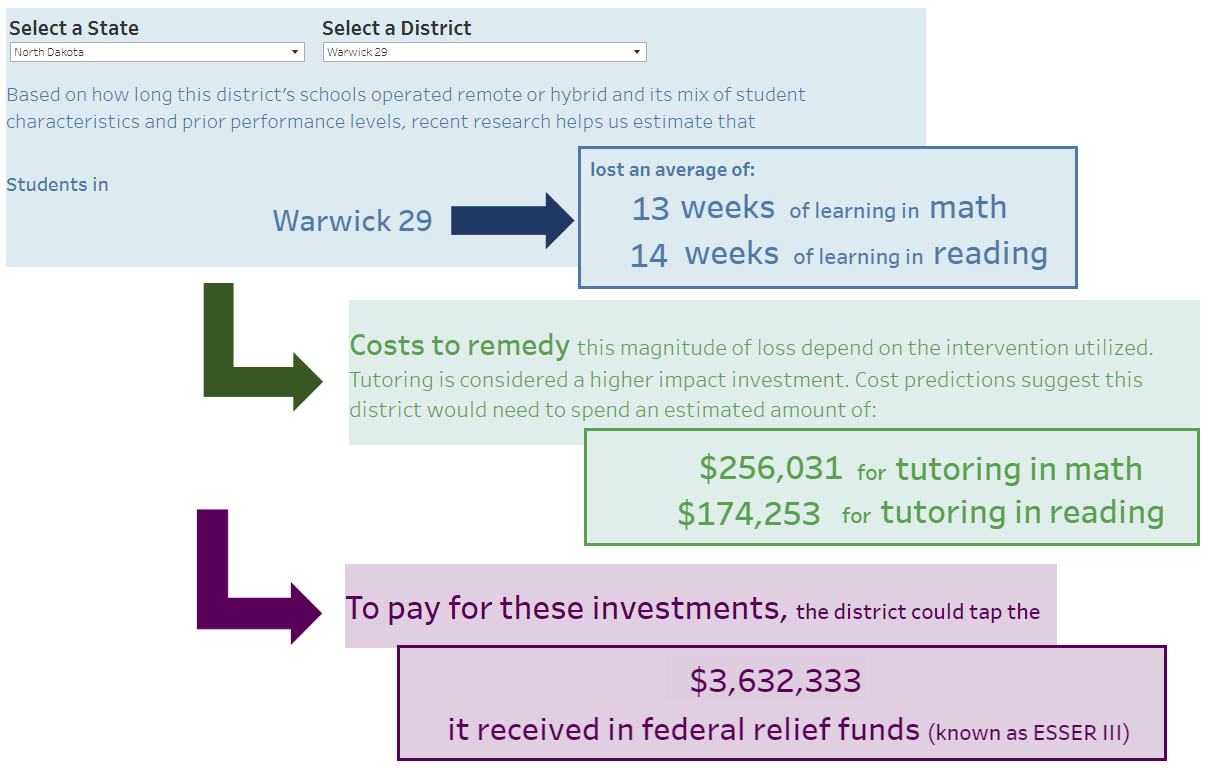 Select a State
Select a District
North Dakota
Warwick 29
Based on how long this district's schools operated remote or hybrid and its mix of student
characteristics and prior performance levels, recent research helps us estimate that
Students in
Warwick 29
lost an average of:
13 weeks of learning in math
14 weeks of learning in reading
Costs to remedy this magnitude of loss depend on the intervention utilized.
Tutoring is considered a higher impact investment. Cost predictions suggest this
district would need to spend an estimated amount of:
$256,031 for tutoring in math
$174,253 for tutoring in reading
To pay for these investments, the district could tap the
$3,632,333
it received in federal relief funds (known as ESSER III)